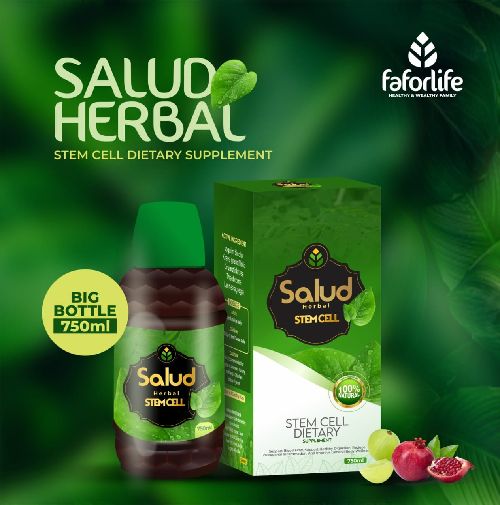 SALUD
HERBAL
STEM CELL DIETARY SUPPLEMENT
faforlife
HEALTHY & WEALTHY FAMILY
BIG
BOTTLE
750ml
Salud
Herbal
STEM CELL
750ml
Salud
Herbal
STEM CELL
100%
NATURAL
STEM CELL
DIETARY
SUPPLEMENT
750ml